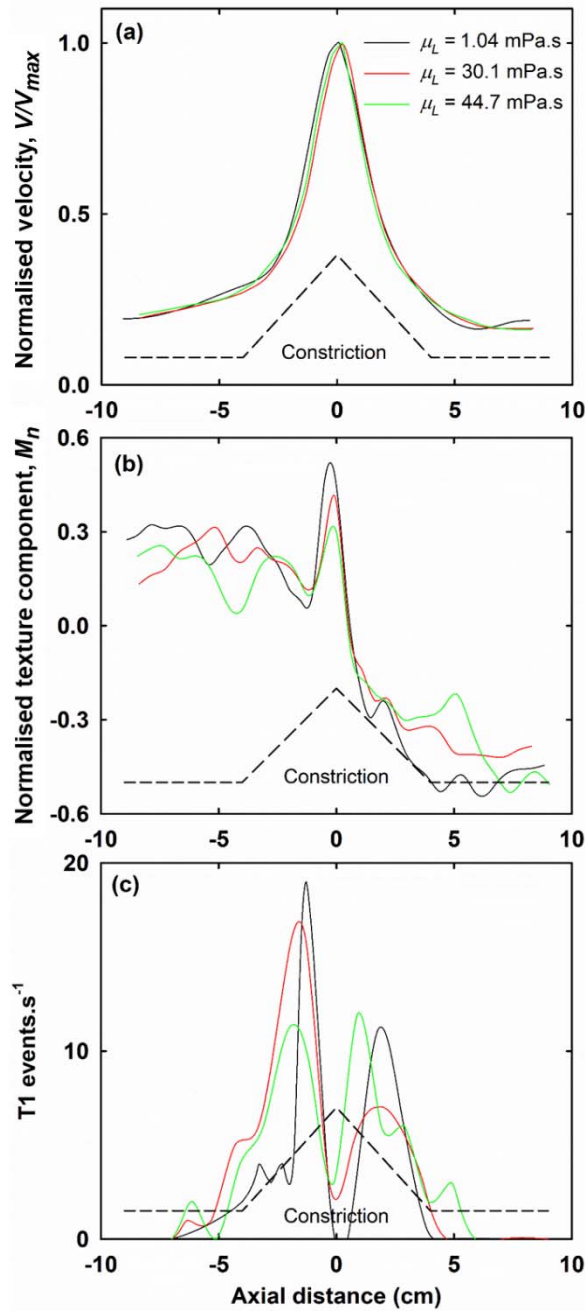 (a)
μL = 1.04 mPa.s
μL = 30.1 mPa.s
μL = 44.7 mPa.s
Normalised velocity, V/Vmax
1.0
0.5
0.0
Constriction
-10 -5 0 5 10
(b)
Normalised texture component, Mn
0.6
0.3
0.0
-0.3
-0.6
Constriction
-10 -5 0 5 10
(c)
T1 events.s-1
20
10
0
Constriction
-10 -5 0 5 10
Axial distance (cm)